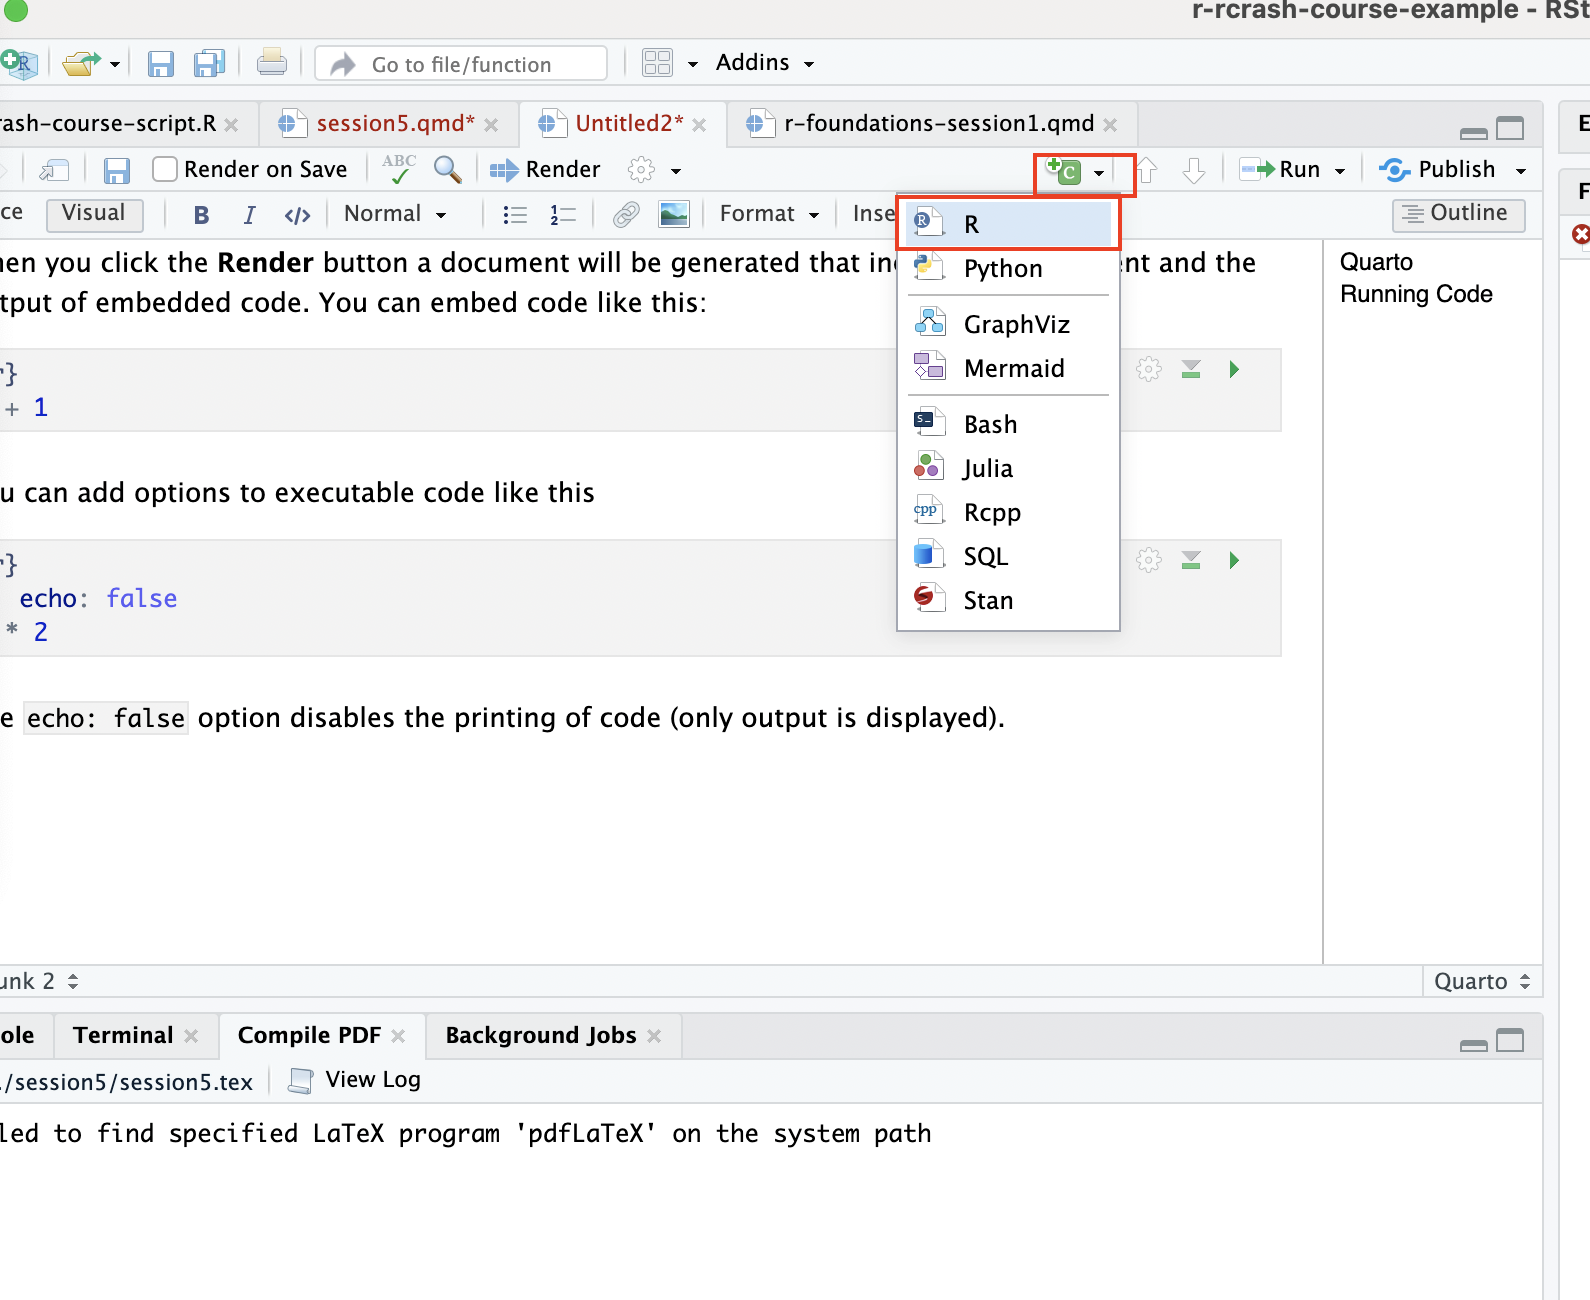 r-rcrash-course-example - RSt
Go to file/function
Addins
rash-course-script.R
session5.qmd*
Untitled2*
r-foundations-session1.qmd
Render on Save
ABC
Render
C
Run
Publish
ce
Visual
B
I
</>
Normal
Format
Inse
Outline
R
Python
GraphViz
Mermaid
Bash
Julia
Rcpp
SQL
Stan
en you click the Render button a document will be generated that in nt and the
tput of embedded code. You can embed code like this:
}
+ 1
u can add options to executable code like this
}
echo: false
* 2
e echo: false option disables the printing of code (only output is displayed).
Quarto
Running Code
unk 2
Quarto
ole
Terminal
Compile PDF
Background Jobs
./session5/session5.tex
View Log
led to find specified LaTeX program 'pdfLaTeX' on the system path
E
F